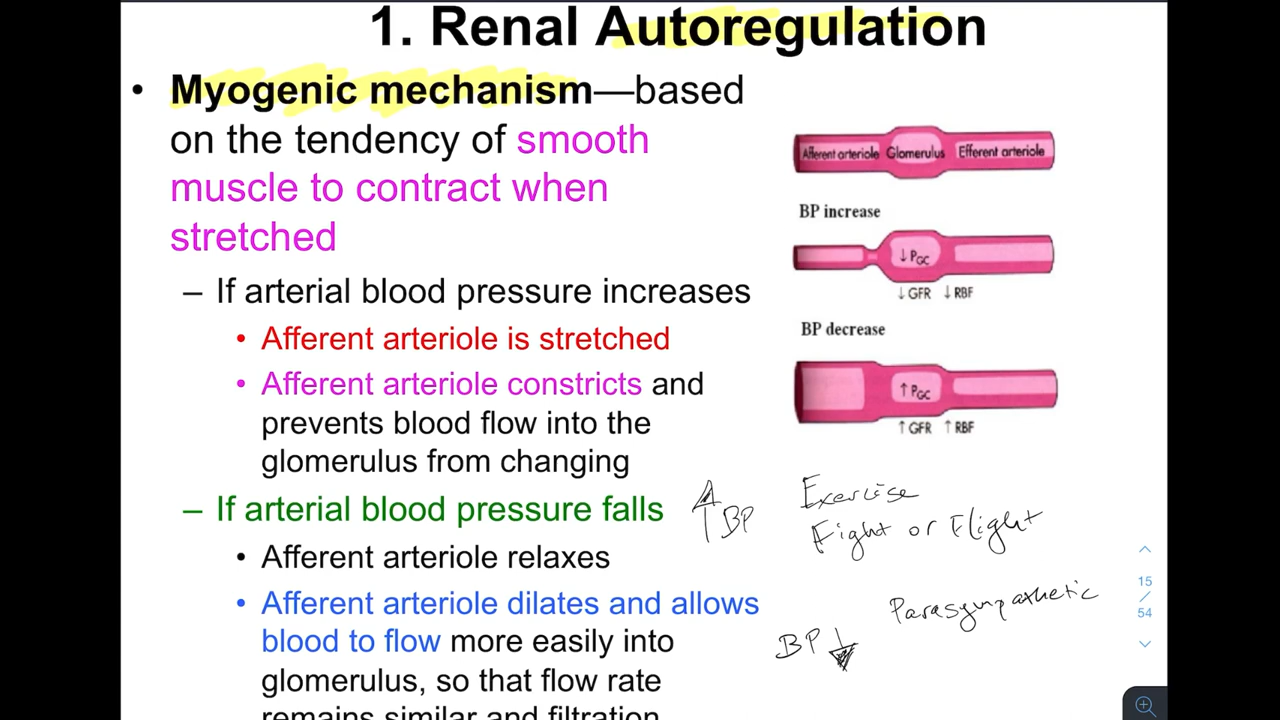 1. Renal Autoregulation
• Myogenic mechanism—based
on the tendency of smooth
muscle to contract when
stretched
– If arterial blood pressure increases
• Afferent arteriole is stretched
• Afferent arteriole constricts and
prevents blood flow into the
glomerulus from changing
– If arterial blood pressure falls
• Afferent arteriole relaxes
• Afferent arteriole dilates and allows
blood to flow more easily into
glomerulus, so that flow rate
remains similar and filtration
Afferent arteriole Glomerulus Efferent arteriole
BP increase
↓ PGC
↓ GFR ↓ RBF
BP decrease
↑ PGC
↑ GFR ↑ RBF
↑ BP
Exercise
Fight or Flight
Parasympathetic
BP ↓
15
/
54